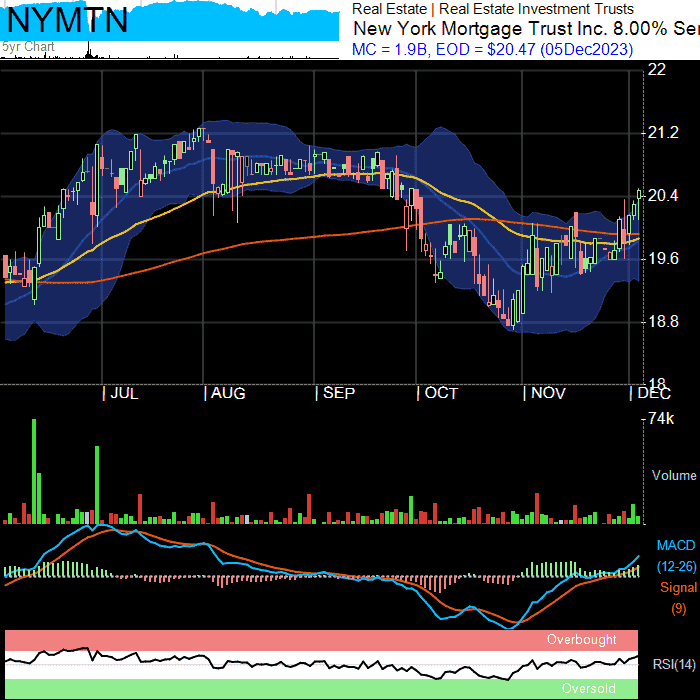 NYMTN
5yr Chart
Real Estate | Real Estate Investment Trusts
New York Mortgage Trust Inc. 8.00% Ser
MC = 1.9B, EOD = $20.47 (05Dec2023)
22
21.2
20.4
19.6
18.8
18
JUL AUG SEP OCT NOV DEC
74k
Volume
MACD
(12-26)
Signal
(9)
Overbought
RSI(14)
Oversold